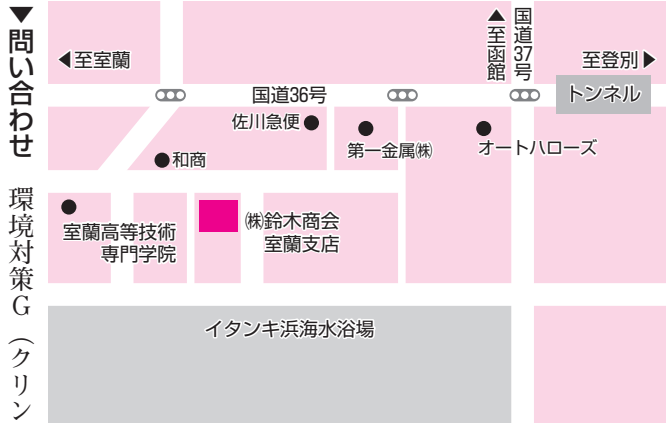 ▼問い合わせ　環境対策G（クリン
◀至室蘭
▲至函館
国道37号
至登別▶
国道36号
トンネル
佐川急便
第一金属㈱
オートハローズ
和商
室蘭高等技術
専門学院
㈱鈴木商会
室蘭支店
イタンキ浜海水浴場